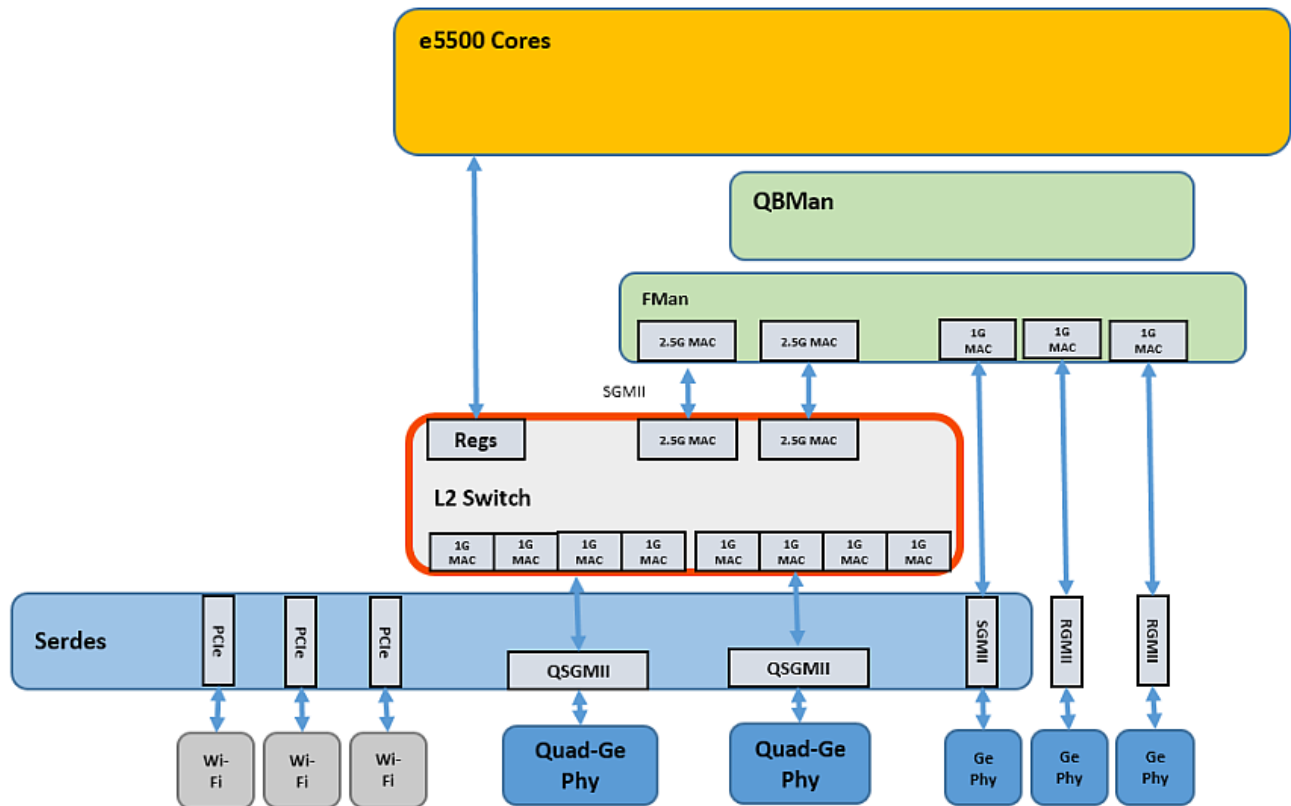 e5500 Cores
QBMan
FMan
2.5G MAC
2.5G MAC
1G
MAC
1G
MAC
1G
MAC
SGMII
Regs
2.5G MAC
2.5G MAC
L2 Switch
1G
MAC
1G
MAC
1G
MAC
1G
MAC
1G
MAC
1G
MAC
1G
MAC
1G
MAC
Serdes
PCIe
PCIe
PCIe
QSGMII
QSGMII
SGMII
RGMII
RGMII
Wi-
Fi
Wi-
Fi
Wi-
Fi
Quad-Ge
Phy
Quad-Ge
Phy
Ge
Phy
Ge
Phy
Ge
Phy